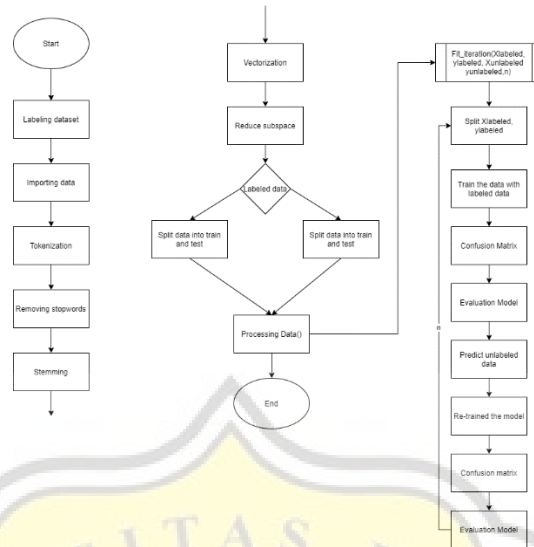 Start
Labeling dataset
Importing data
Tokenization
Removing stopwords
Stemming
Vectorization
Reduce subspace
Labeled data
Split data into train
and test
Split data into train
and test
Processing Data()
End
Fit_iteration(Xlabeled,
ylabeled, Xunlabeled
yunlabeled,n)
Split Xlabeled,
ylabeled
Train the data with
labeled data
Confusion Matrix
Evaluation Model
n
Predict unlabeled
data
Re-trained the model
Confusion matrix
Evaluation Model
ITAS